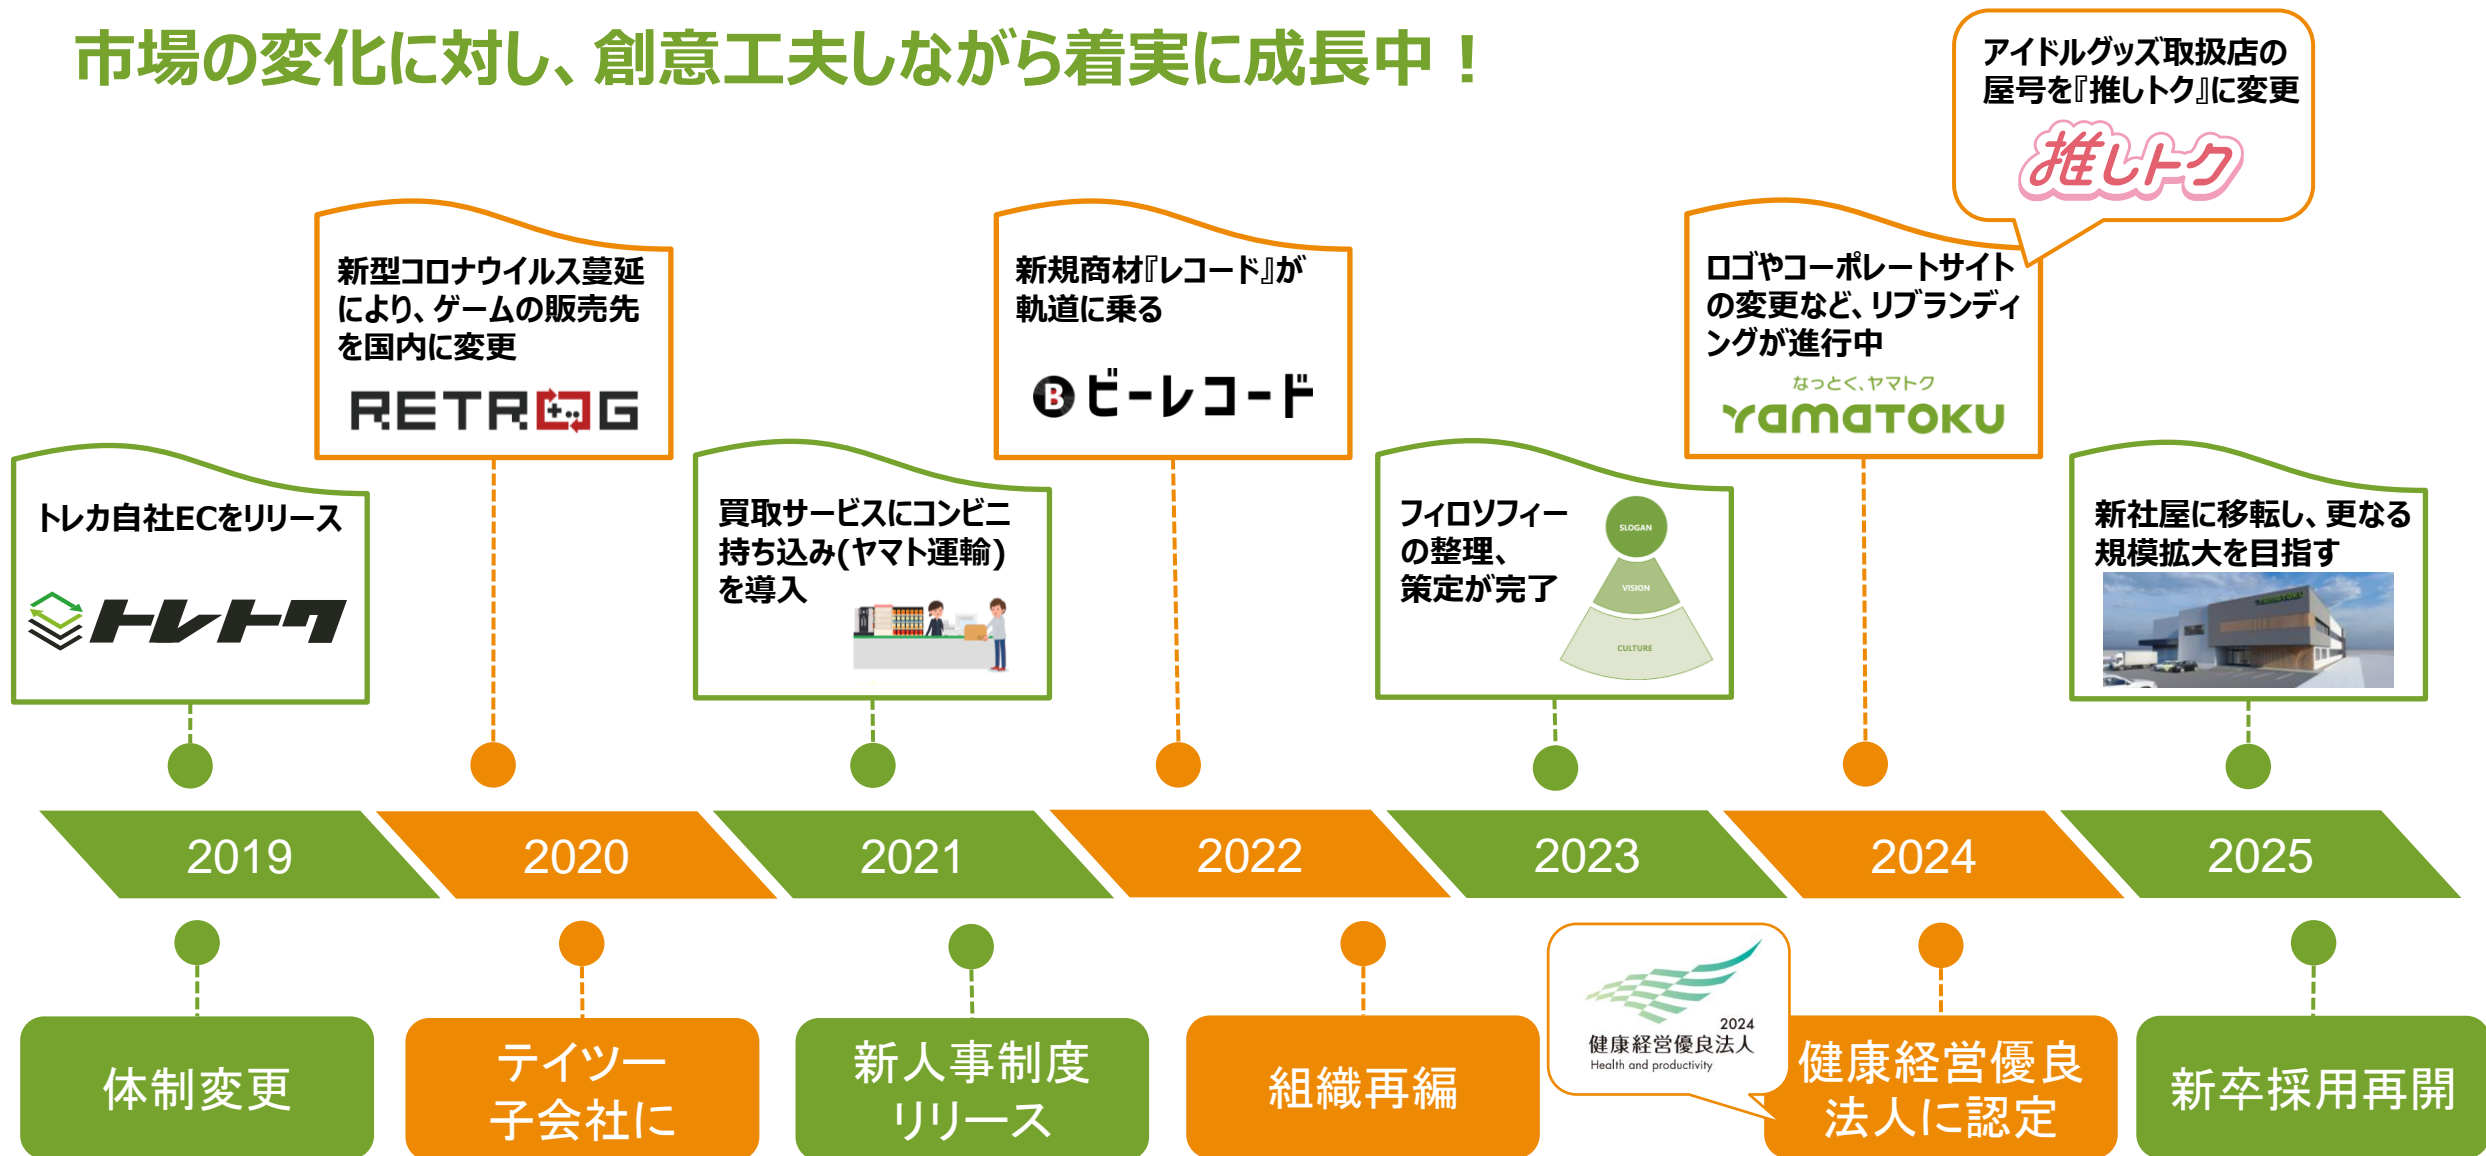 市場の変化に対し、創意工夫しながら着実に成長中！
アイドルグッズ取扱店の
屋号を『推しトク』に変更
推しトク
新型コロナウイルス蔓延
により、ゲームの販売先
を国内に変更
RETROG
新規商材『レコード』が
軌道に乗る
B ビーレコード
ロゴやコーポレートサイト
の変更など、リブランディ
ングが進行中
なっとく、ヤマトク
YAMATOKU
トレカ自社ECをリリース
トレトク
買取サービスにコンビニ
持ち込み(ヤマト運輸)
を導入
フィロソフィー
の整理、
策定が完了
SLOGAN
VISION
CULTURE
新社屋に移転し、更なる
規模拡大を目指す
YAMATOKU
2019
2020
2021
2022
2023
2024
2025
体制変更
テイツー
子会社に
新人事制度
リリース
組織再編
2024
健康経営優良法人
Health and productivity
健康経営優良
法人に認定
新卒採用再開